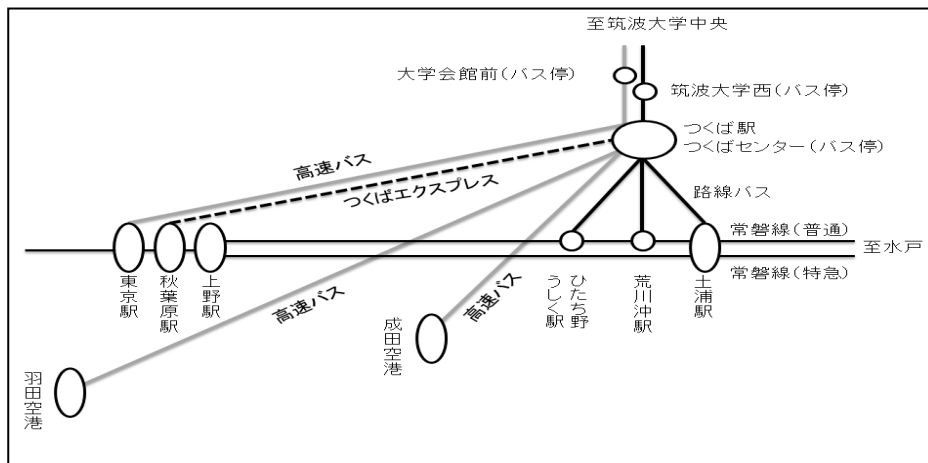 至筑波大学中央
大学会館前(バス停)
筑波大学西(バス停)
つくば駅
つくばセンター(バス停)
高速バス
つくばエクスプレス
路線バス
常磐線(普通)
至水戸
常磐線(特急)
東京駅
秋葉原駅
上野駅
高速バス
高速バス
ひたち野
うしく駅
荒川沖駅
土浦駅
成田空港
羽田空港